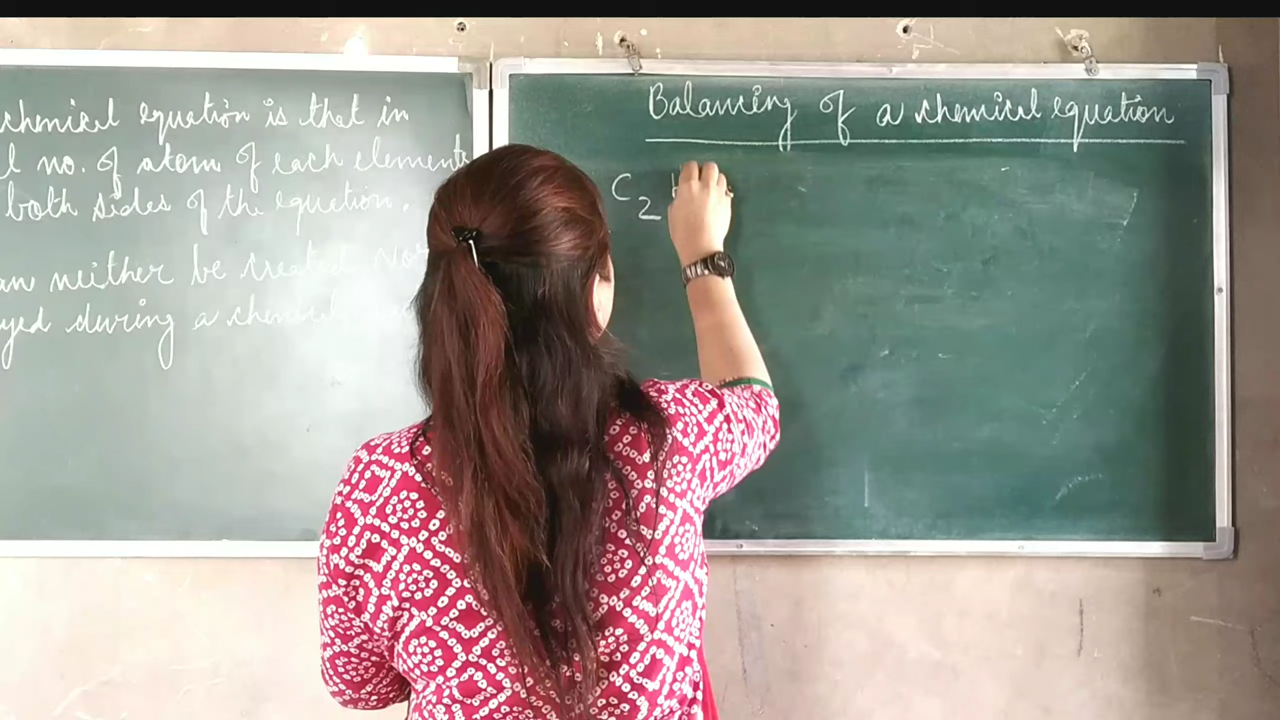 chemical equation is that in
l no. of atom of each elements
both sides of the equation.
an neither be created nor
yed during a chemical
Balancing of a chemical equation
C2 H